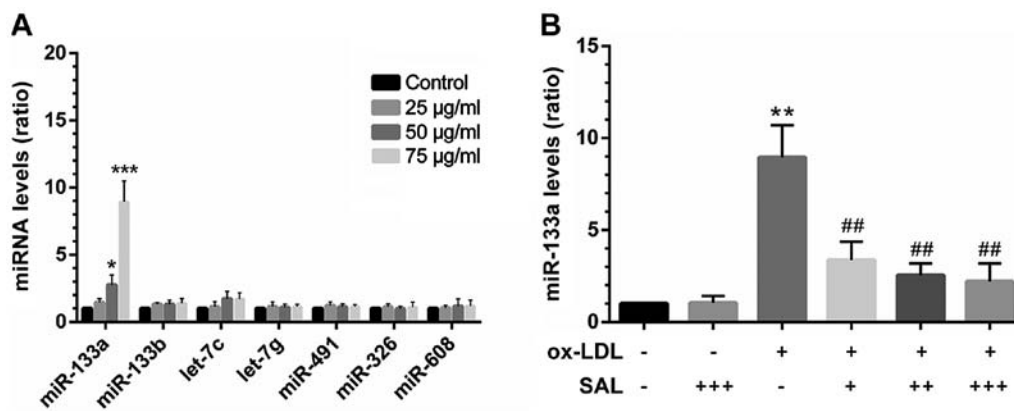 A
miRNA levels (ratio)
20
15
10
5
0
Control
25 µg/ml
50 µg/ml
75 µg/ml
***
*
miR-133a
miR-133b
let-7c
let-7g
miR-491
miR-326
miR-608
B
miR-133a levels (ratio)
15
10
5
0
**
## ## ##
ox-LDL - - + + + +
SAL - +++ - + ++ +++